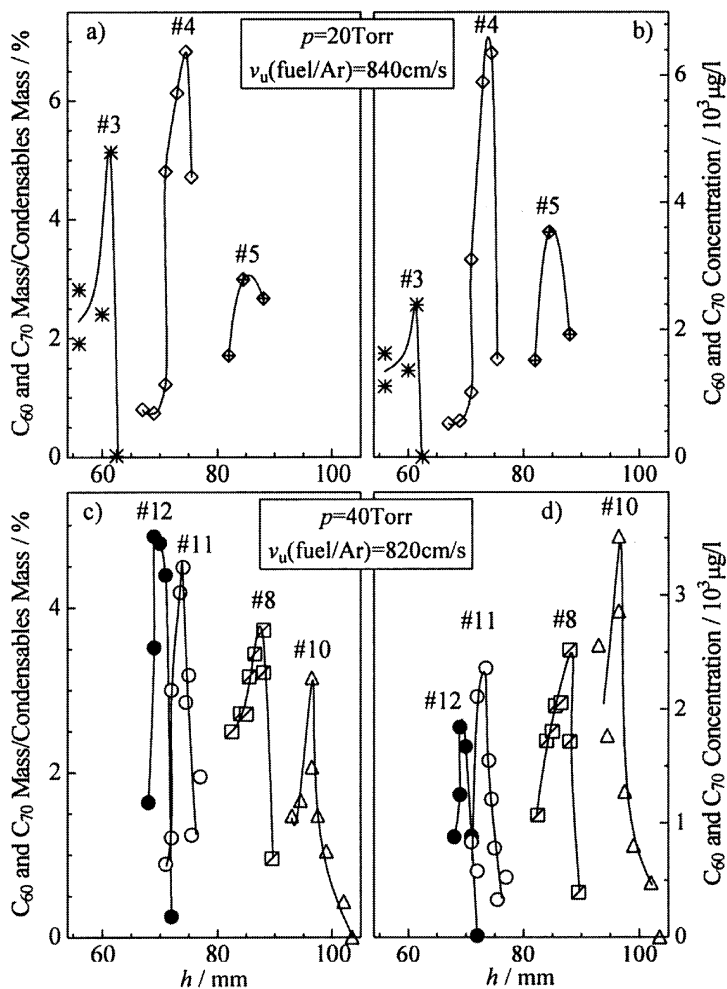 a)
#4
p=20Torr
νu(fuel/Ar)=840cm/s
#4
b)
#3
#5
#3
#5
6
4
2
0
6
4
2
0
60 80 100
60 80 100
C60 and C70 Mass/Condensables Mass / %
C60 and C70 Concentration / 10³µg/l
c)
#12
#11
p=40Torr
νu(fuel/Ar)=820cm/s
d)
#10
#8
#10
#11
#8
#12
4
2
0
3
2
1
0
60 80 100
60 80 100
h / mm
h / mm
C60 and C70 Mass/Condensables Mass / %
C60 and C70 Concentration / 10³µg/l